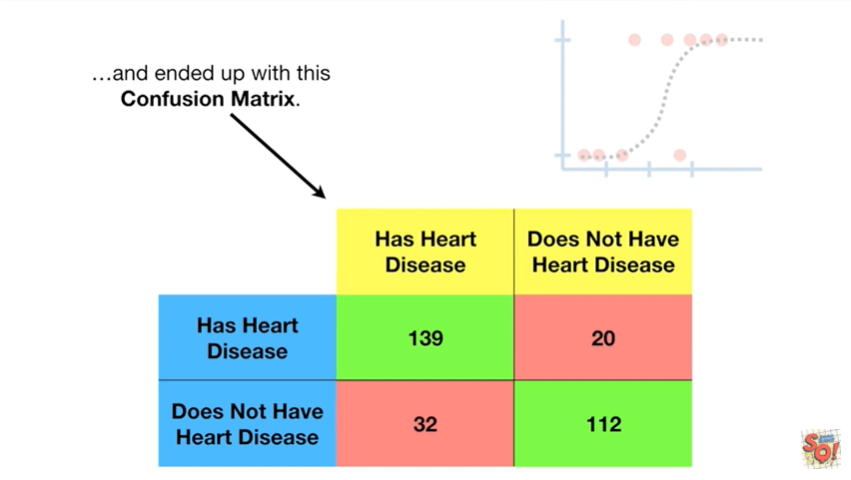 ...and ended up with this
Confusion Matrix.
Has Heart
Disease
Does Not Have
Heart Disease
Has Heart
Disease
139
20
Does Not Have
Heart Disease
32
112
SQ!